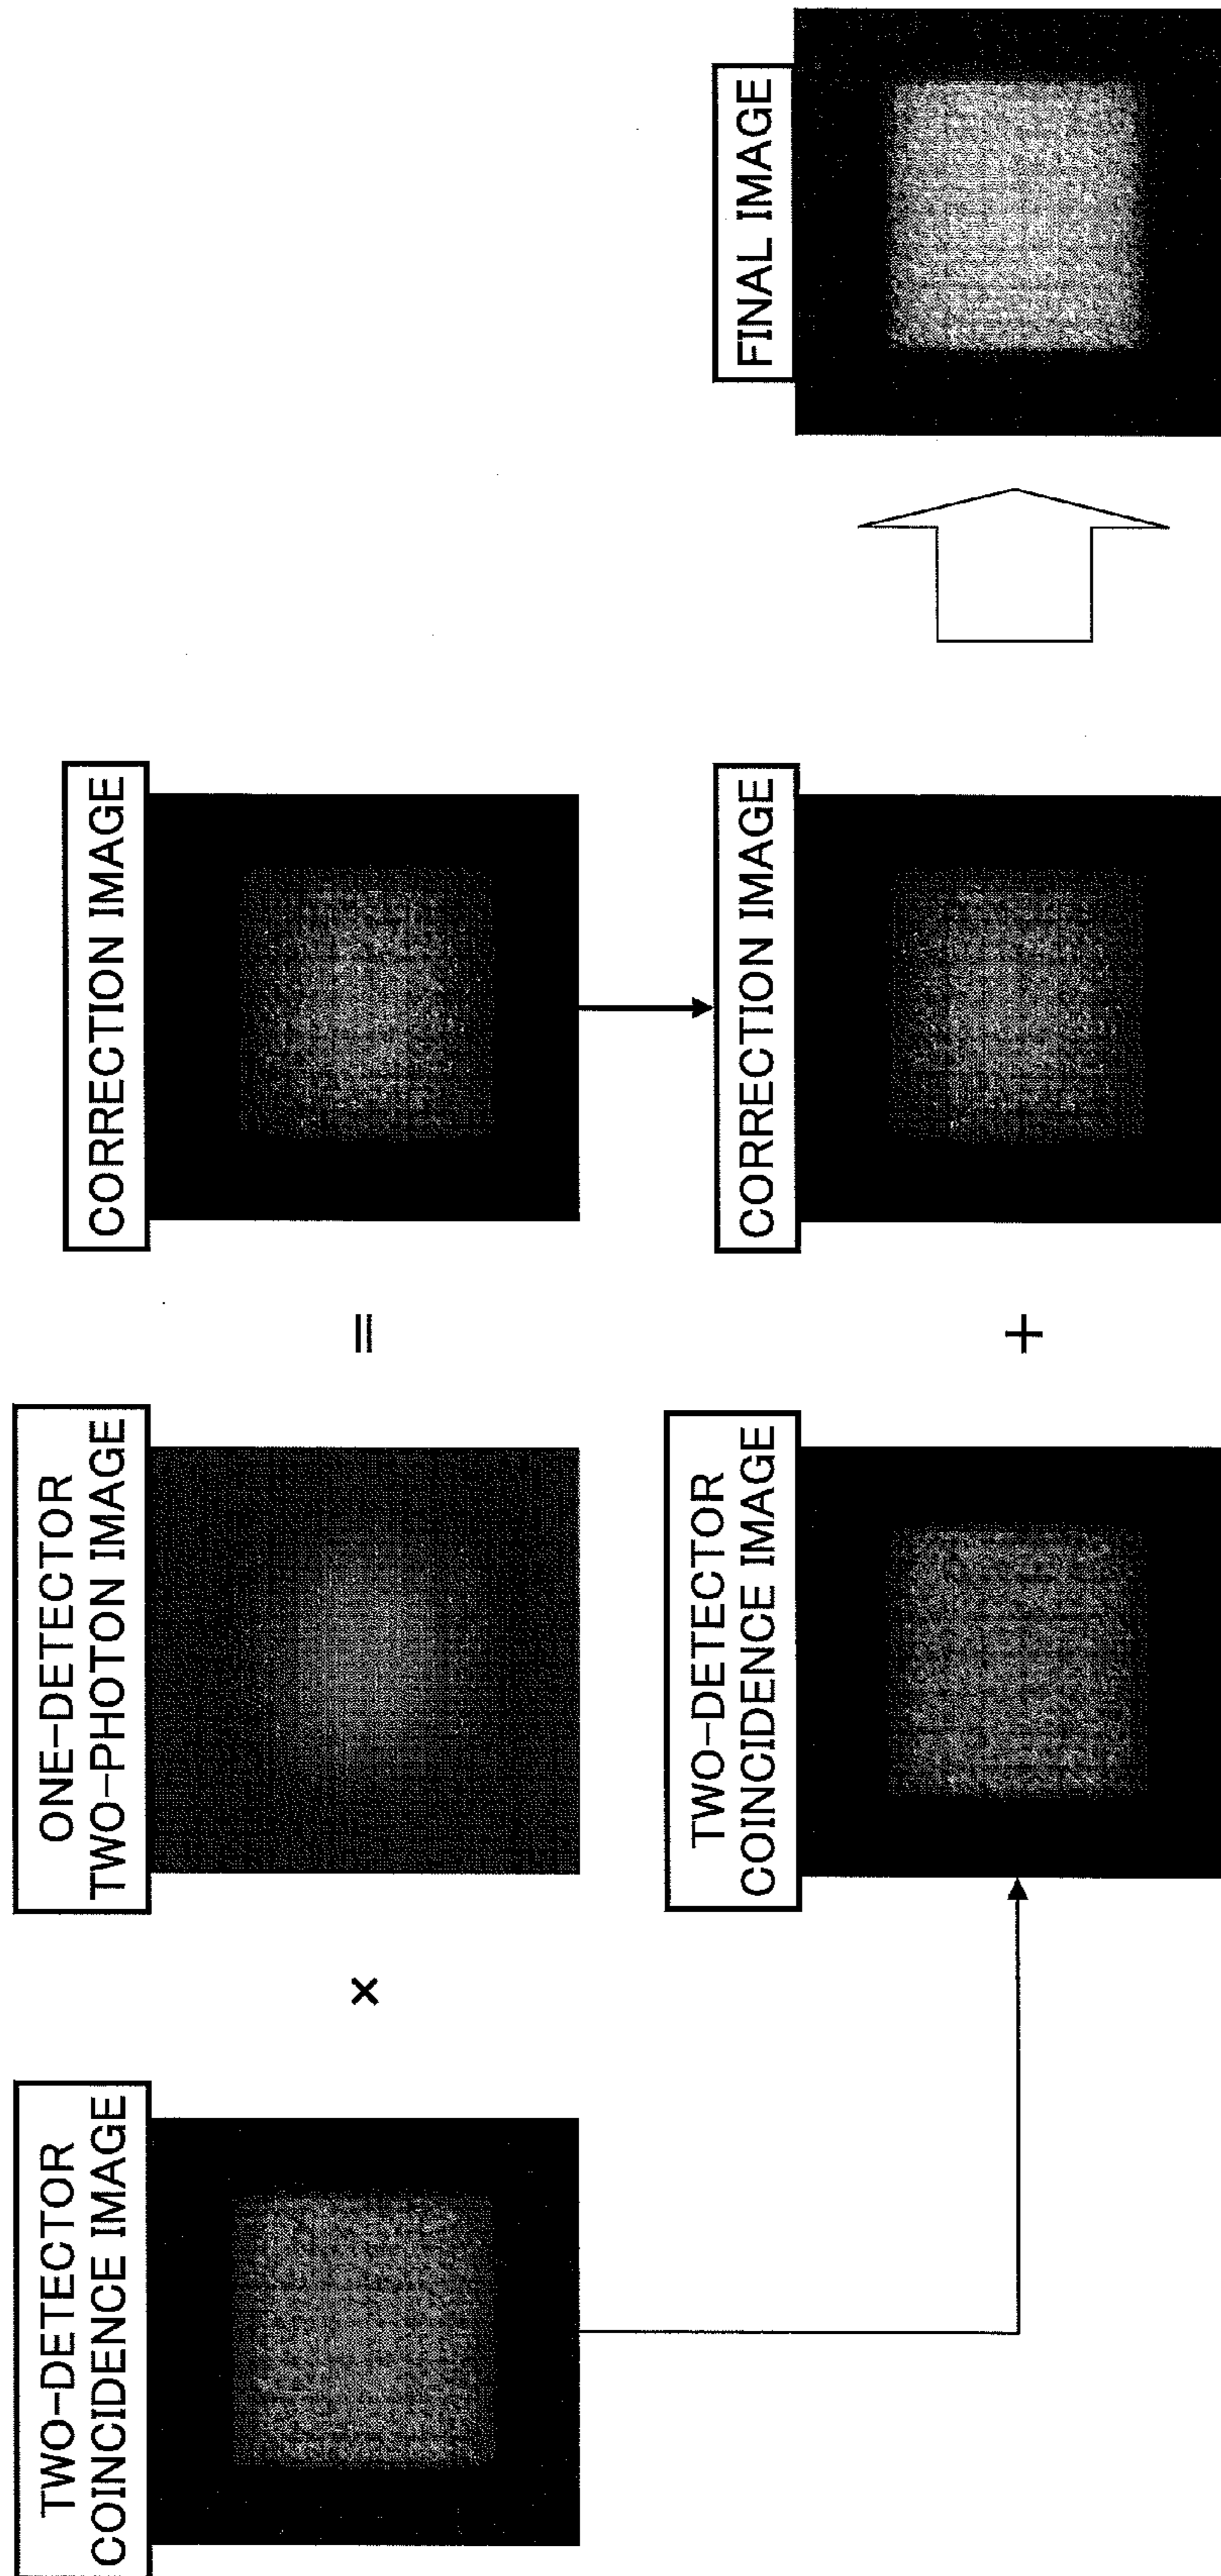 TWO-DETECTOR
COINCIDENCE IMAGE
×
ONE-DETECTOR
TWO-PHOTON IMAGE
=
CORRECTION IMAGE
TWO-DETECTOR
COINCIDENCE IMAGE
+
CORRECTION IMAGE
FINAL IMAGE